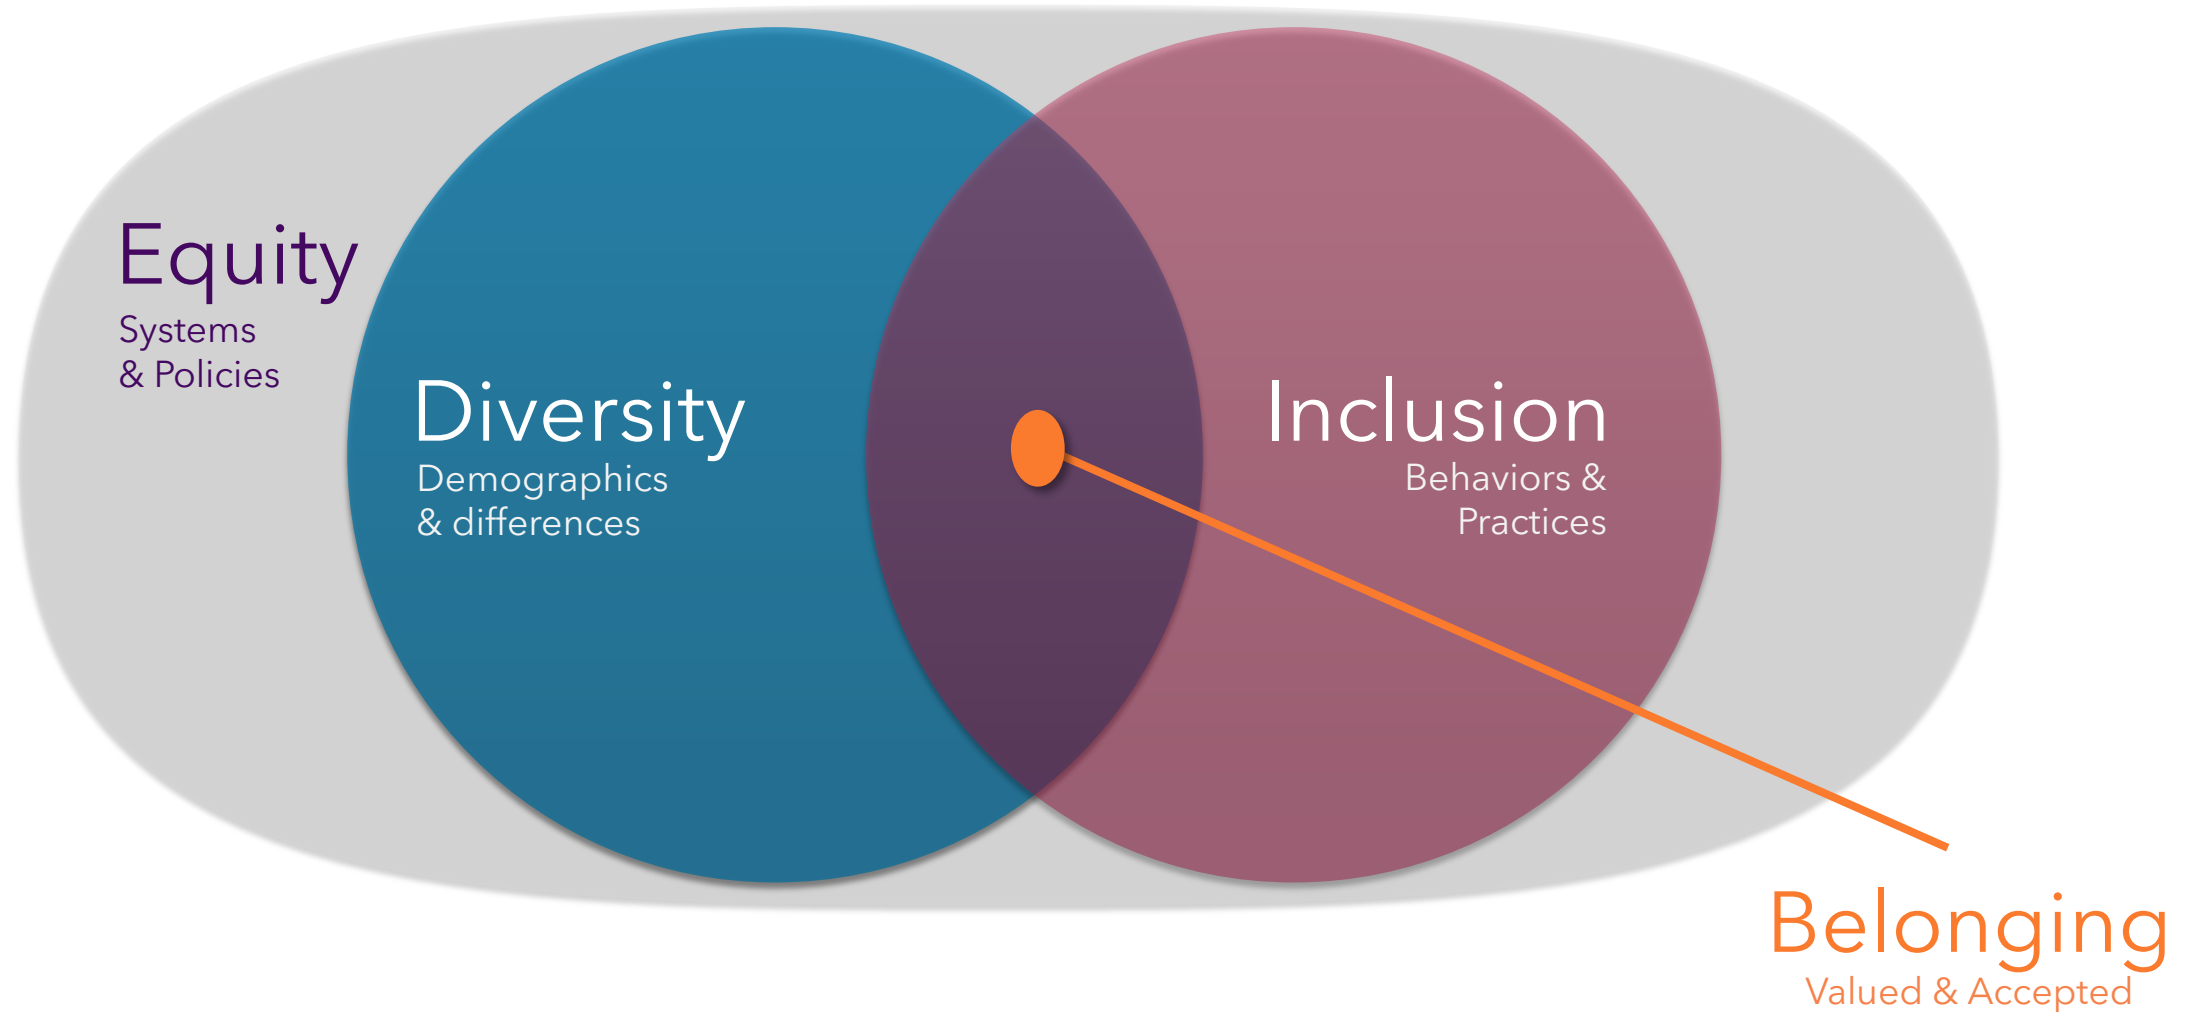 Equity
Systems
& Policies
Diversity
Demographics
& differences
Inclusion
Behaviors &
Practices
Belonging
Valued & Accepted